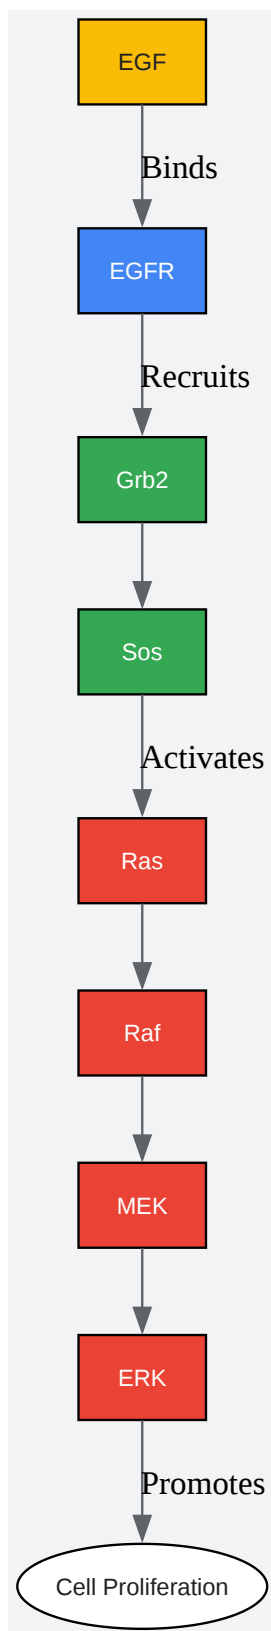 EGF
Binds
EGFR
Recruits
Grb2
Sos
Activates
Ras
Raf
MEK
ERK
Promotes
Cell Proliferation